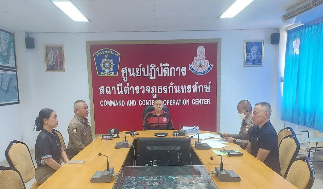 ศูนย์ปฏิบัติการ
สถานีตำรวจภูธรกันทรลักษ์
COMMAND AND CONTROL OPERATION CENTER